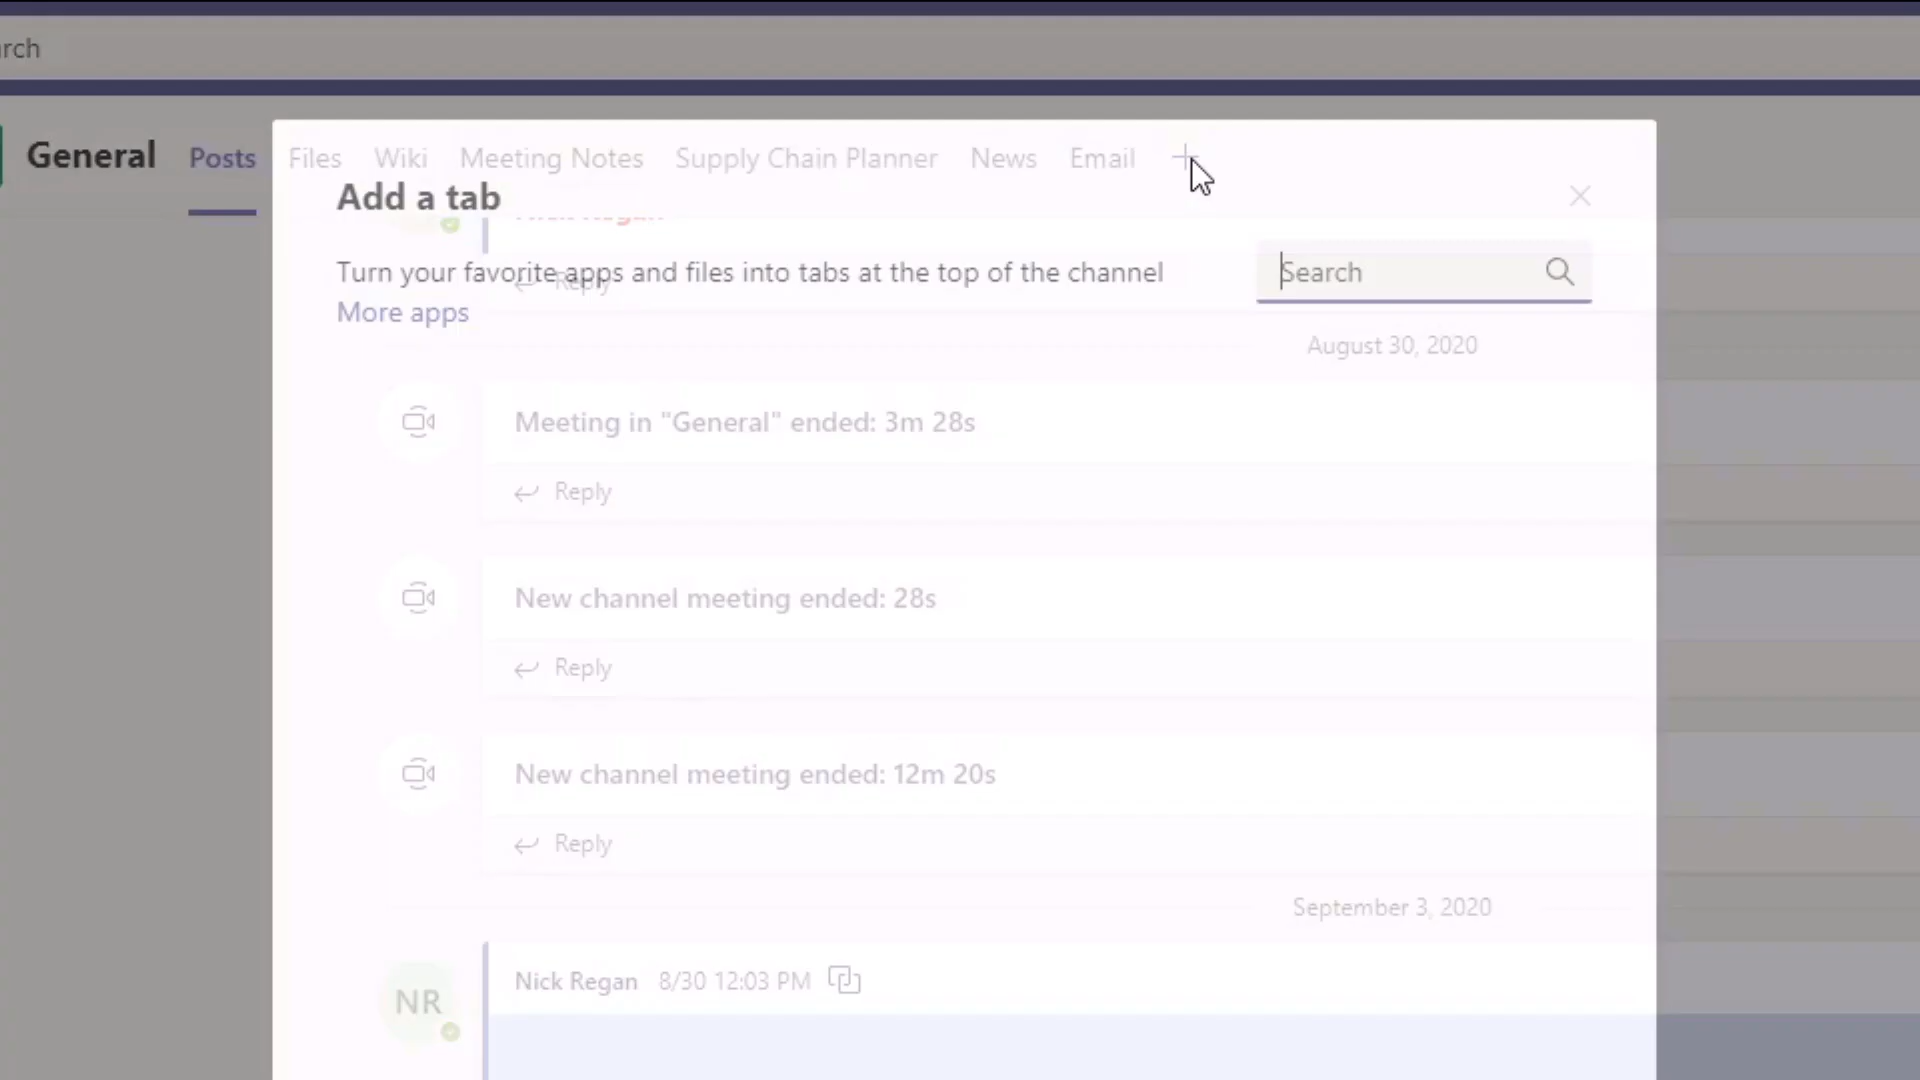 rch
General Posts Files Wiki Meeting Notes Supply Chain Planner News Email
Add a tab
Nick Regan
Turn your favorite apps and files into tabs at the top of the channel
Search
Reply
More apps
August 30, 2020
Meeting in "General" ended: 3m 28s
Reply
New channel meeting ended: 28s
Reply
New channel meeting ended: 12m 20s
Reply
September 3, 2020
NR
Nick Regan 8/30 12:03 PM